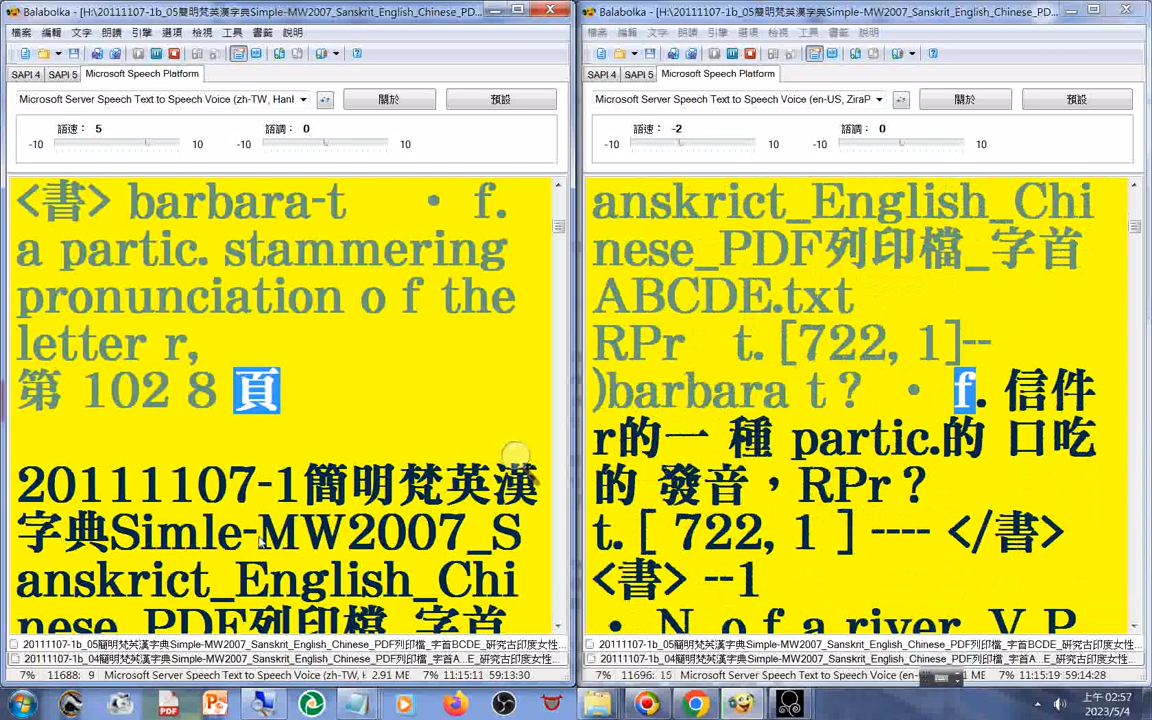 Balabolka - [H:\20111107-1b_05簡明梵英漢字典Simple-MW2007_Sanskrit_English_Chinese_PD...
檔案 編輯 文字 朗讀 引擎 選項 檢視 工具 書籤 說明
SAPI 4 SAPI 5 Microsoft Speech Platform
Microsoft Server Speech Text to Speech Voice (zh-TW, Hanl 關於 預設
語速： 5 語調： 0
-10 10 -10 10
<書> barbara-t • f.
a partic. stammering
pronunciation o f the
letter r,
第 102 8 頁
20111107-1簡明梵英漢
字典Simle-MW2007_S
anskrict_English_Chi
nese_PDF列印檔_字首
20111107-1b_05簡明梵英漢字典Simple-MW2007_Sanskrit_English_Chinese_PDF列印檔_字首BCDE_研究古印度女性...
20111107-1b_04簡明梵英漢字典Simple-MW2007_Sanskrit_English_Chinese_PDF列印檔_字首A...E_研究古印度女性...
7% 11688: 9 Microsoft Server Speech Text to Speech Voice (zh-TW, 2.91 MB 7% 11:15:11 59:13:30
Balabolka - [H:\20111107-1b_05簡明梵英漢字典Simple-MW2007_Sanskrit_English_Chinese_PD...
檔案 編輯 文字 朗讀 引擎 選項 檢視 工具 書籤 說明
SAPI 4 SAPI 5 Microsoft Speech Platform
Microsoft Server Speech Text to Speech Voice (en-US, ZiraP 關於 預設
語速： -2 語調： 0
-10 10 -10 10
anskrict_English_Chi
nese_PDF列印檔_字首
ABCDE.txt
RPr t. [722, 1]--
)barbara t ? • f. 信件
r的一 種 partic.的 口吃
的 發音，RPr？
t. [ 722, 1 ] ---- </書>
<書> --1
• N. o f a river, V P
20111107-1b_05簡明梵英漢字典Simple-MW2007_Sanskrit_English_Chinese_PDF列印檔_字首BCDE_研究古印度女性...
20111107-1b_04簡明梵英漢字典Simple-MW2007_Sanskrit_English_Chinese_PDF列印檔_字首A...E_研究古印度女性...
7% 11696: 15 Microsoft Server Speech Text to Speech Voice (en-US, MB 7% 11:15:19 59:14:28
上午 02:57
2023/5/4